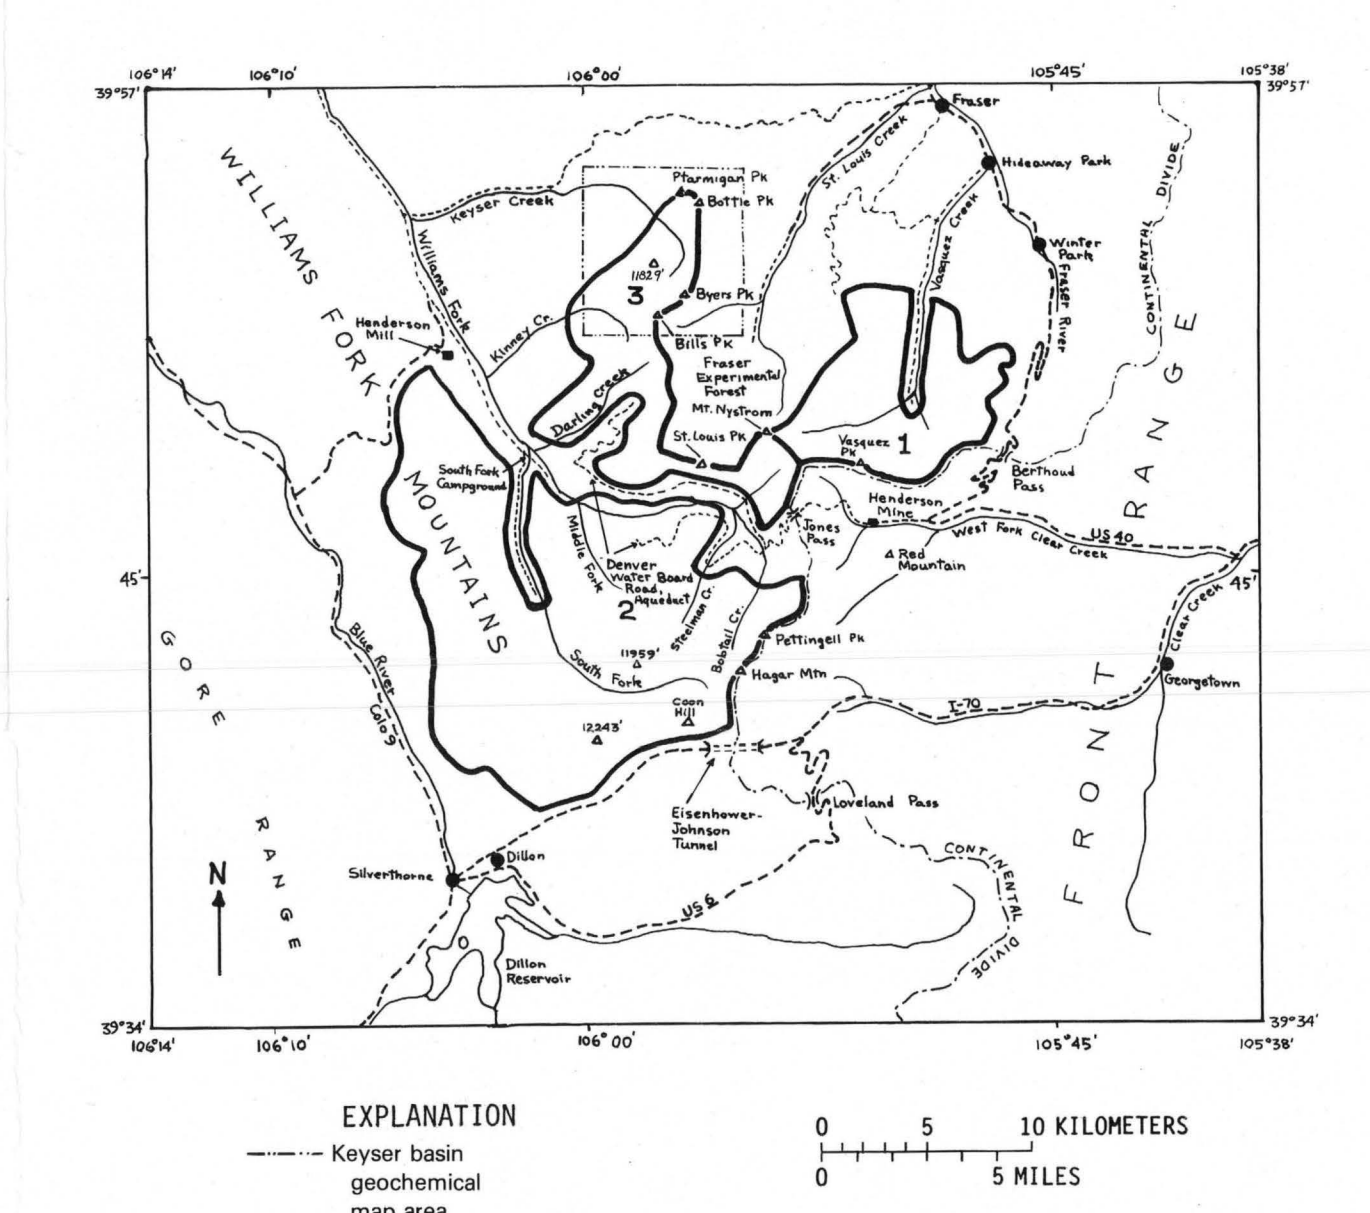 106°14'
106°10'
106°00'
105°45'
105°38'
39°57'
39°57'
Fraser
Hideaway Park
St. Louis Creek
Ptarmigan Pk
Bottle Pk
Keyser Creek
WILLIAMS FORK
Williams Fork
Vasquez Creek
Winter
Park
Fraser River
CONTINENTAL DIVIDE
11829'
3
Byers Pk
Bills Pk
Henderson
Mill
Kinney Cr.
Fraser
Experimental
Forest
Darling Creek
Mt. Nystrom
St. Louis Pk
Vasquez
Pk
1
Berthoud
Pass
FRONT RANGE
South Fork
Campground
MOUNTAINS
Henderson
Mine
Jones
Pass
West Fork Clear Creek
US 40
Red
Mountain
Middle Fork
Denver
Water Board
Road,
Aqueduct
2
Steelman Cr.
Bobtail Cr.
45'
45'
Clear Creek
Georgetown
GORE RANGE
Blue River
Colo 9
11959'
South Fork
Pettingell Pk
Hagar Mtn
Coon
Hill
12243'
I-70
Eisenhower-
Johnson
Tunnel
Loveland Pass
CONTINENTAL DIVIDE
Dillon
Silverthorne
US 6
N
Dillon
Reservoir
39°34'
39°34'
106°14'
106°10'
106°00'
105°45'
105°38'
EXPLANATION
Keyser basin
geochemical
map area
0 5 10 KILOMETERS
0 5 MILES